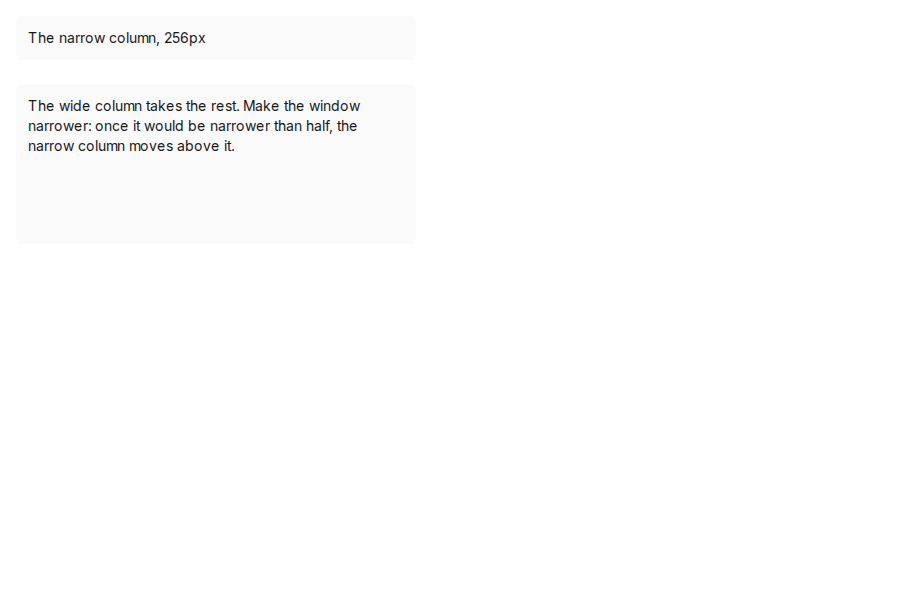 The narrow column, 256px
The wide column takes the rest. Make the window
narrower: once it would be narrower than half, the
narrow column moves above it.